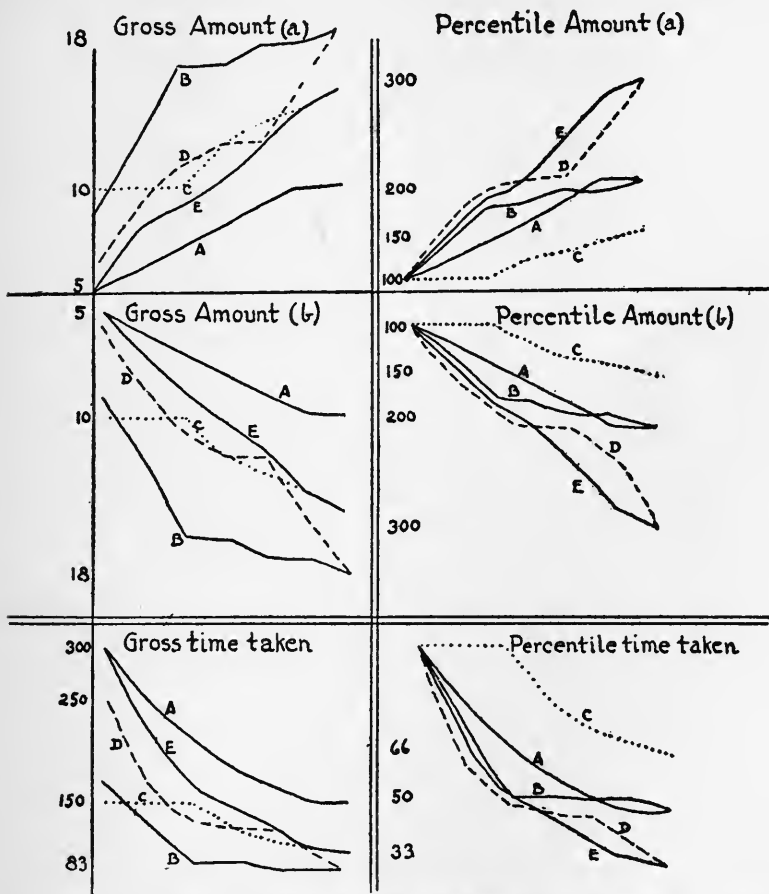 Gross Amount (a)
18
B
D
10
C
E
A
5
Percentile Amount (a)
300
E
D
200
B
A
150
C
100
Gross Amount (b)
5
A
D
10
C
E
B
18
Percentile Amount (b)
100
C
150
A
B
200
D
E
300
Gross time taken
300
250
A
E
D
150
C
B
83
Percentile time taken
C
66
A
B
50
D
33
E